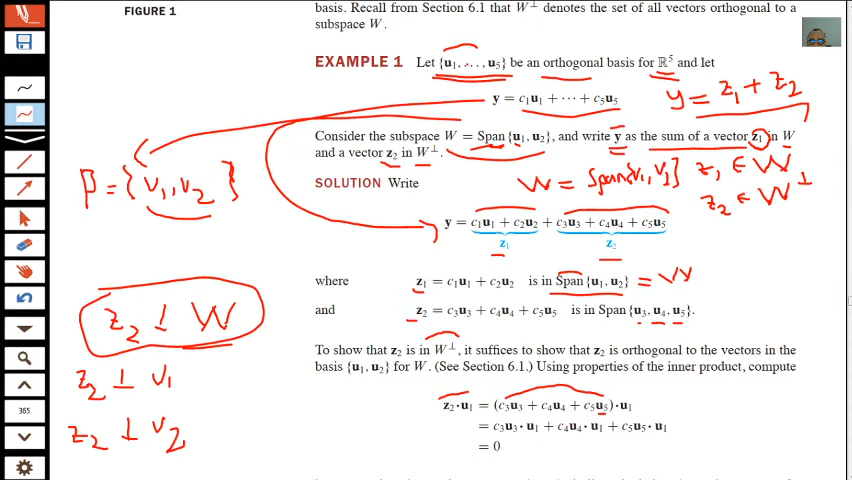 FIGURE 1
basis. Recall from Section 6.1 that W⊥ denotes the set of all vectors orthogonal to a
subspace W.
EXAMPLE 1 Let {u1, . . . , u5} be an orthogonal basis for ℝ5 and let
y = c1u1 + ⋯ + c5u5
y = z1 + z2
Consider the subspace W = Span {u1, u2}, and write y as the sum of a vector z1 in W
and a vector z2 in W⊥.
β = { v1, v2 }
W = span{v1, v2}
z1 ∈ W
z2 ∈ W⊥
SOLUTION Write
y = c1u1 + c2u2 + c3u3 + c4u4 + c5u5
z1 z2
where z1 = c1u1 + c2u2 is in Span {u1, u2} = W
and z2 = c3u3 + c4u4 + c5u5 is in Span {u3, u4, u5}.
z2 ⊥ W
z2 ⊥ v1
z2 ⊥ v2
To show that z2 is in W⊥, it suffices to show that z2 is orthogonal to the vectors in the
basis {u1, u2} for W. (See Section 6.1.) Using properties of the inner product, compute
z2 · u1 = (c3u3 + c4u4 + c5u5) · u1
= c3u3 · u1 + c4u4 · u1 + c5u5 · u1
= 0
365